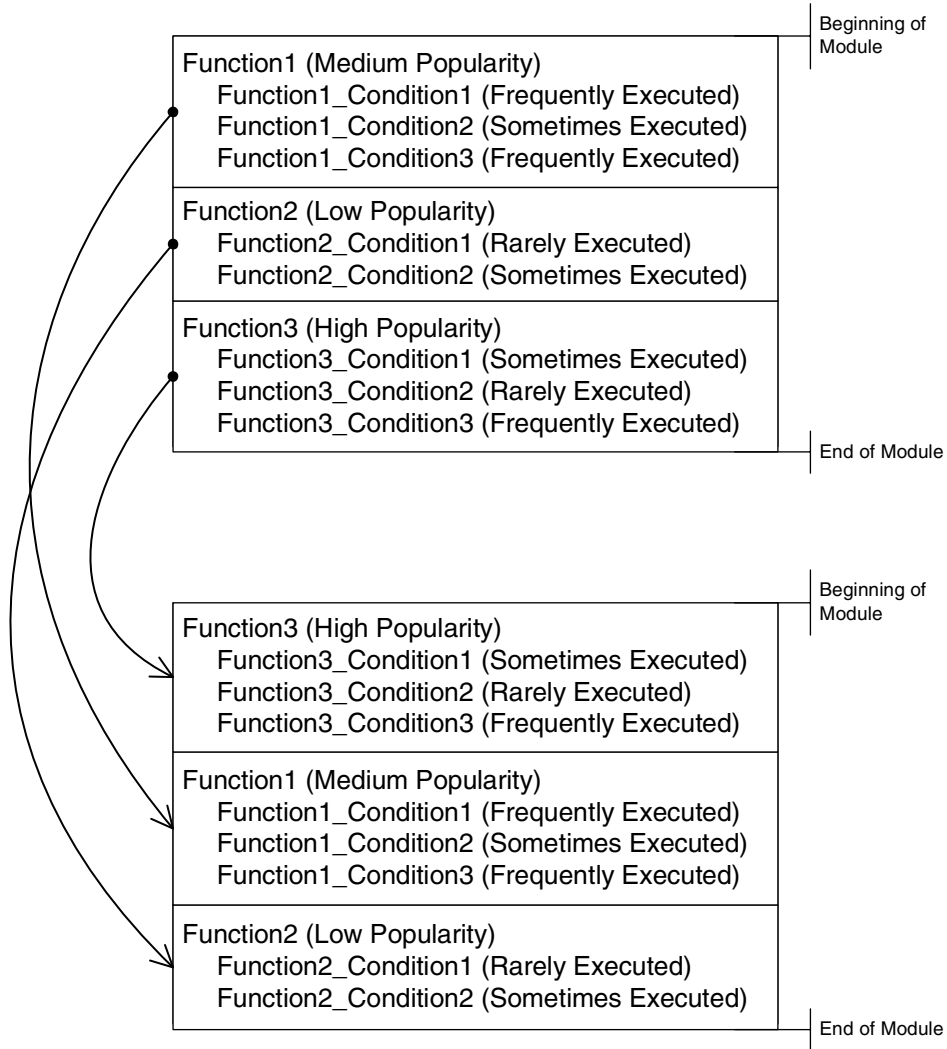 Beginning of
Module
Function1 (Medium Popularity)
Function1_Condition1 (Frequently Executed)
Function1_Condition2 (Sometimes Executed)
Function1_Condition3 (Frequently Executed)
Function2 (Low Popularity)
Function2_Condition1 (Rarely Executed)
Function2_Condition2 (Sometimes Executed)
Function3 (High Popularity)
Function3_Condition1 (Sometimes Executed)
Function3_Condition2 (Rarely Executed)
Function3_Condition3 (Frequently Executed)
End of Module
Beginning of
Module
Function3 (High Popularity)
Function3_Condition1 (Sometimes Executed)
Function3_Condition2 (Rarely Executed)
Function3_Condition3 (Frequently Executed)
Function1 (Medium Popularity)
Function1_Condition1 (Frequently Executed)
Function1_Condition2 (Sometimes Executed)
Function1_Condition3 (Frequently Executed)
Function2 (Low Popularity)
Function2_Condition1 (Rarely Executed)
Function2_Condition2 (Sometimes Executed)
End of Module